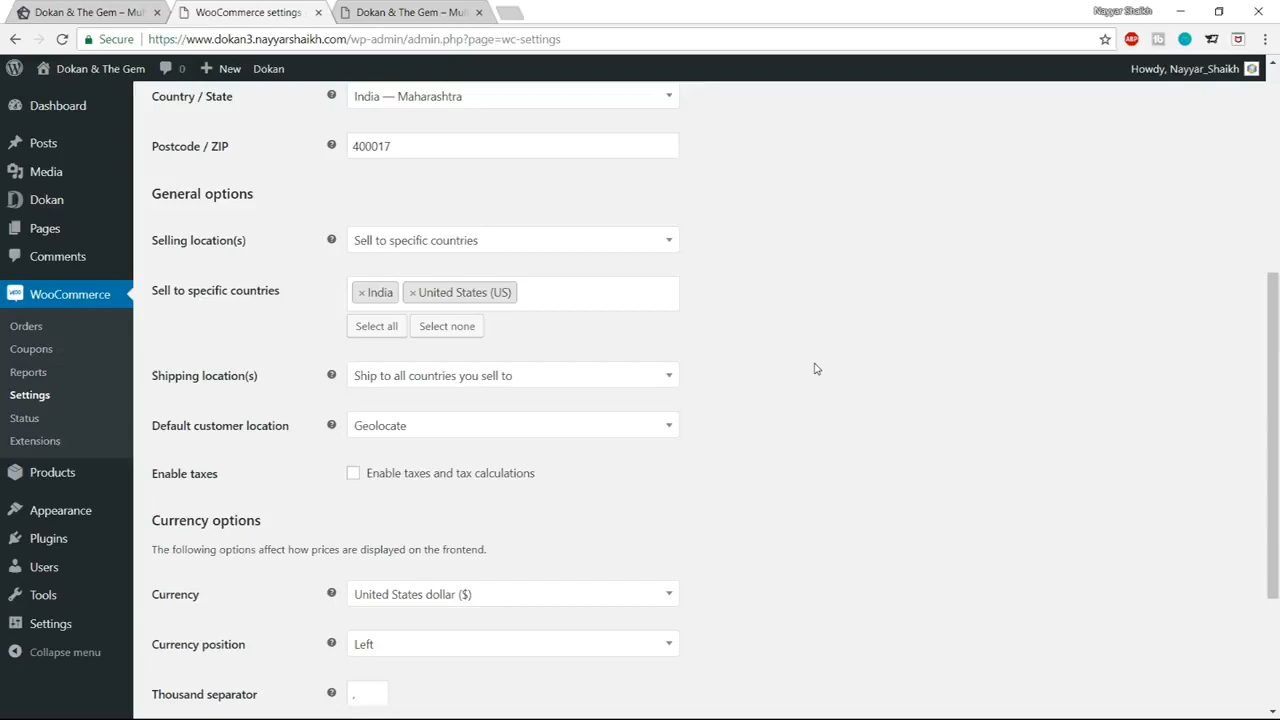 Dokan & The Gem – Mul
WooCommerce settings
Dokan & The Gem – Mul
Nayyar Shaikh
Secure
https://www.dokan3.nayyarshaikh.com/wp-admin/admin.php?page=wc-settings
ABP
Dokan & The Gem
0
New
Dokan
Howdy, Nayyar_Shaikh
Dashboard
Posts
Media
Dokan
Pages
Comments
WooCommerce
Orders
Coupons
Reports
Settings
Status
Extensions
Products
Appearance
Plugins
Users
Tools
Settings
Collapse menu
Country / State
India — Maharashtra
Postcode / ZIP
400017
General options
Selling location(s)
Sell to specific countries
Sell to specific countries
× India × United States (US)
Select all
Select none
Shipping location(s)
Ship to all countries you sell to
Default customer location
Geolocate
Enable taxes
Enable taxes and tax calculations
Currency options
The following options affect how prices are displayed on the frontend.
Currency
United States dollar ($)
Currency position
Left
Thousand separator
,